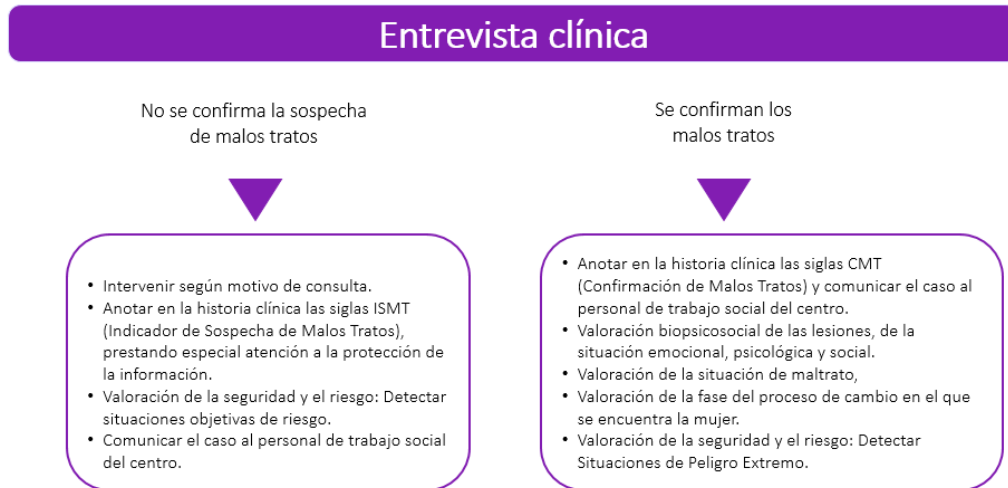 Entrevista clínica
No se confirma la sospecha
de malos tratos
• Intervenir según motivo de consulta.
• Anotar en la historia clínica las siglas ISMT
(Indicador de Sospecha de Malos Tratos),
prestando especial atención a la protección de
la información.
• Valoración de la seguridad y el riesgo: Detectar
situaciones objetivas de riesgo.
• Comunicar el caso al personal de trabajo social
del centro.
Se confirman los
malos tratos
• Anotar en la historia clínica las siglas CMT
(Confirmación de Malos Tratos) y comunicar el caso al
personal de trabajo social del centro.
• Valoración biopsicosocial de las lesiones, de la
situación emocional, psicológica y social.
• Valoración de la situación de maltrato,
• Valoración de la fase del proceso de cambio en el que
se encuentra la mujer.
• Valoración de la seguridad y el riesgo: Detectar
Situaciones de Peligro Extremo.